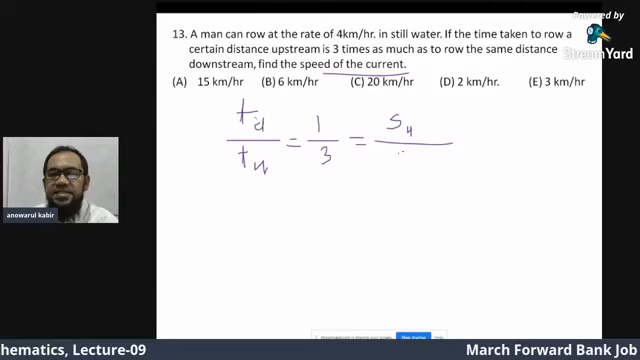 Powered by
StreamYard
13. A man can row at the rate of 4km/hr. in still water. If the time taken to row a
certain distance upstream is 3 times as much as to row the same distance
downstream, find the speed of the current.
(A) 15 km/hr (B) 6 km/hr (C) 20 km/hr (D) 2 km/hr. (E) 3 km/hr
t_d / t_u = 1 / 3 = S_u /
anowarul kabir
hematics, Lecture-09
March Forward Bank Job